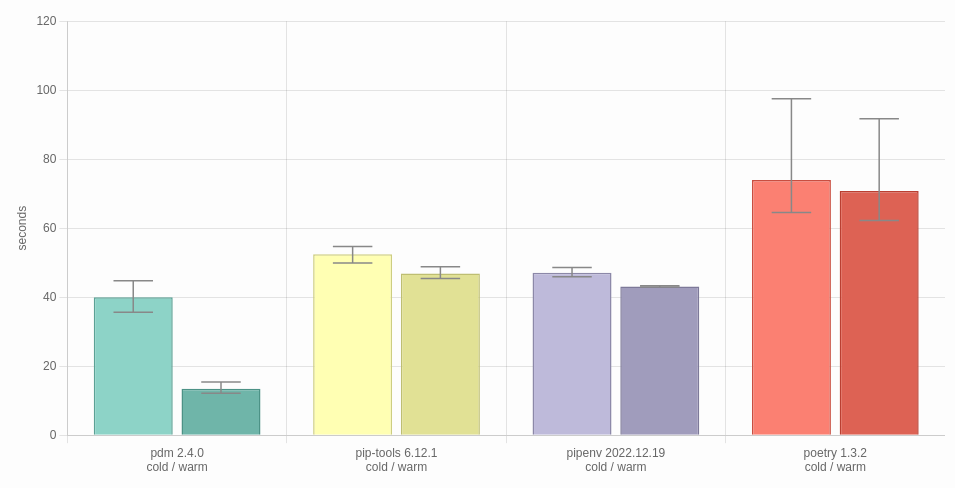 120
100
80
60
40
20
0
seconds
pdm 2.4.0
cold / warm
pip-tools 6.12.1
cold / warm
pipenv 2022.12.19
cold / warm
poetry 1.3.2
cold / warm